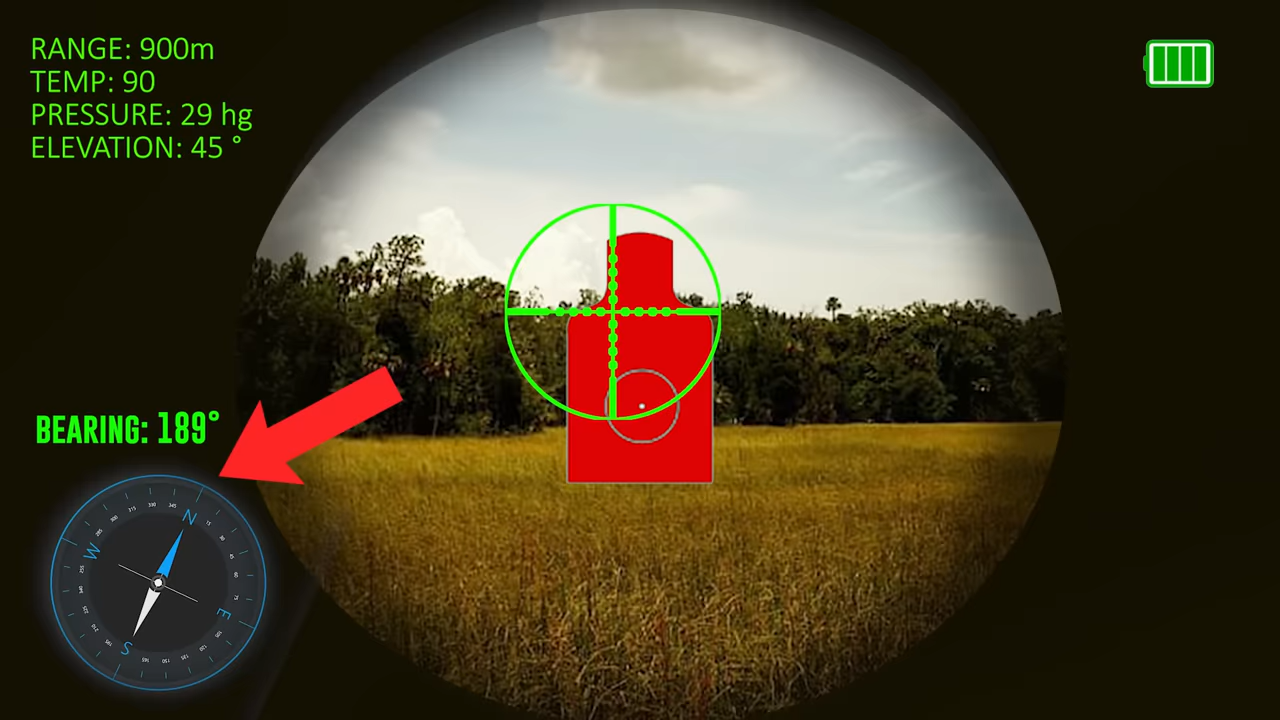 RANGE: 900m
TEMP: 90
PRESSURE: 29 hg
ELEVATION: 45 °
BEARING: 189°
N
W
E
S